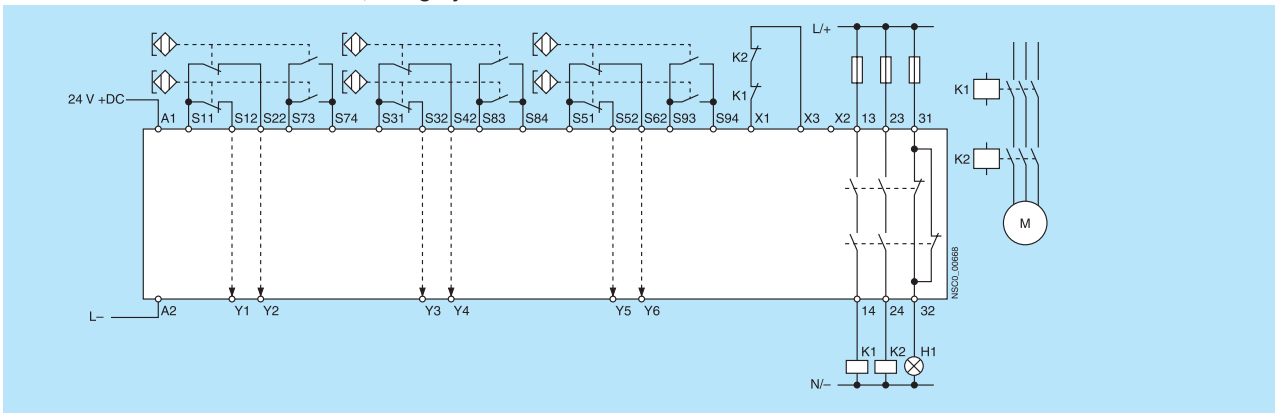 L/+
K2
K1
K1
24 V +DC
A1 S11 S12 S22 S73 S74 S31 S32 S42 S83 S84 S51 S52 S62 S93 S94 X1 X3 X2 13 23 31
K2
M
NSC0_00668
L–
A2 Y1 Y2 Y3 Y4 Y5 Y6 14 24 32
K1 K2 H1
N/–